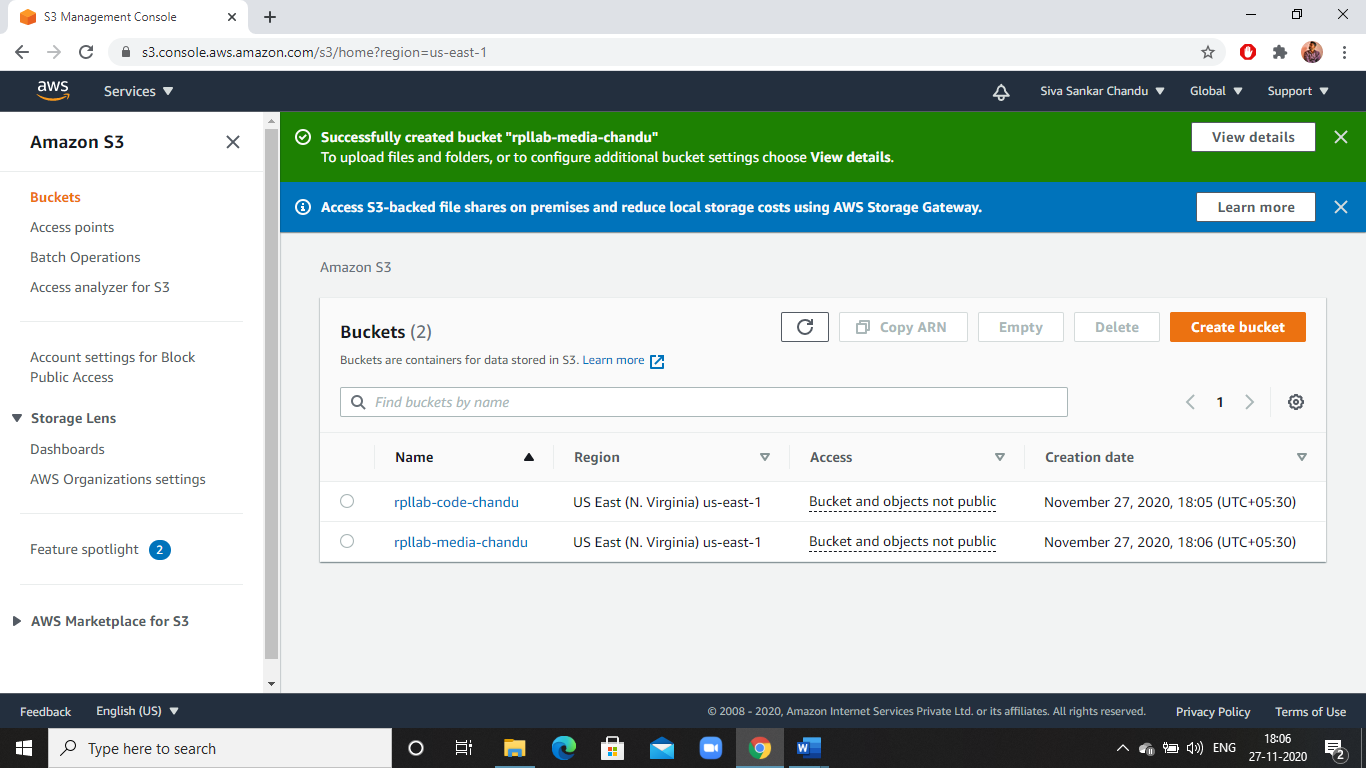 S3 Management Console
s3.console.aws.amazon.com/s3/home?region=us-east-1
aws
Services
Siva Sankar Chandu
Global
Support
Amazon S3
Buckets
Access points
Batch Operations
Access analyzer for S3
Account settings for Block
Public Access
Storage Lens
Dashboards
AWS Organizations settings
Feature spotlight 2
AWS Marketplace for S3
Successfully created bucket "rpllab-media-chandu"
To upload files and folders, or to configure additional bucket settings choose View details.
View details
Access S3-backed file shares on premises and reduce local storage costs using AWS Storage Gateway.
Learn more
Amazon S3
Buckets (2)
Copy ARN
Empty
Delete
Create bucket
Buckets are containers for data stored in S3. Learn more
Find buckets by name
1
Name Region Access Creation date
rpllab-code-chandu US East (N. Virginia) us-east-1 Bucket and objects not public November 27, 2020, 18:05 (UTC+05:30)
rpllab-media-chandu US East (N. Virginia) us-east-1 Bucket and objects not public November 27, 2020, 18:06 (UTC+05:30)
Feedback
English (US)
© 2008 - 2020, Amazon Internet Services Private Ltd. or its affiliates. All rights reserved.
Privacy Policy
Terms of Use
Type here to search
W
ENG
18:06
27-11-2020
2